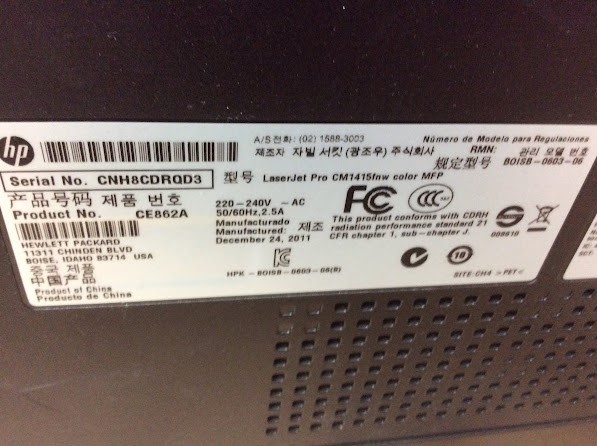 hp
A/S 전화: (02) 1588-3003
제조자 자빌 서킷 (광조우) 주식회사
Número de Modelo para Regulaciones
RMN: 관리 모델 번호
规定型号 BOISB-0603-06
Serial No. CNH8CDRQD3
型号 LaserJet Pro CM1415fnw color MFP
产品号码 제품 번호
Product No. CE862A
220-240V ~ AC
50/60Hz, 2.5A
Manufacturado
Manufactured: 제조
December 24, 2011
FC
CCC
This product conforms with CDRH
radiation performance standard 21
CFR chapter 1, sub-chapter J.
HEWLETT PACKARD
11311 CHINDEN BLVD
BOISE, IDAHO 83714 USA
중국 제품
中国产品
Product of China
Producto de China
HPK-BOISB-0603-06(B)
10
SITE:CH4 >PET<